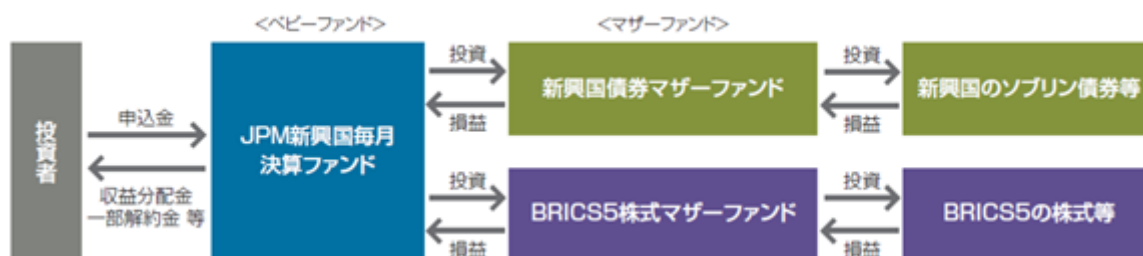 <ベビーファンド>
<マザーファンド>
投資者
申込金
収益分配金
一部解約金 等
JPM新興国毎月
決算ファンド
投資
損益
新興国債券マザーファンド
投資
損益
新興国のソブリン債券等
投資
損益
BRICS5株式マザーファンド
投資
損益
BRICS5の株式等